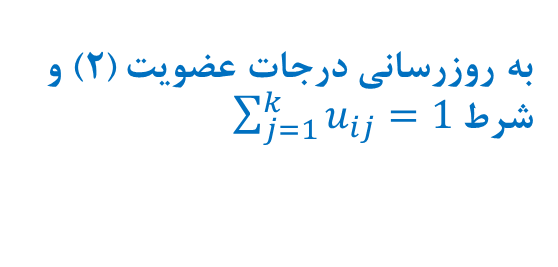 به روزرسانی درجات عضویت (۲) و
شرط $\sum_{j=1}^{k} u_{ij} = 1$